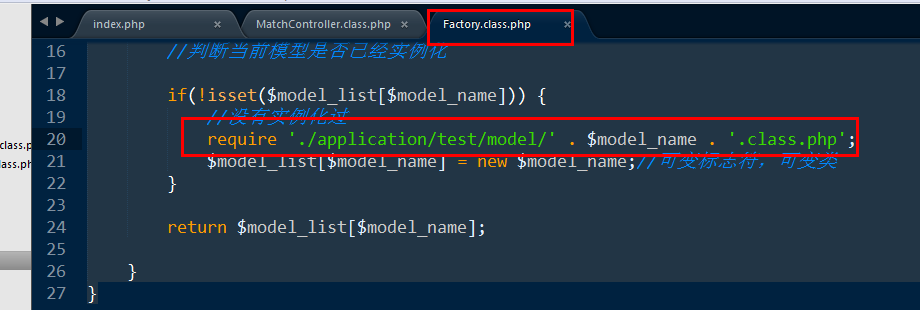 index.php × MatchController.class.php × Factory.class.php ×
16 //判断当前模型是否已经实例化
17
18 if(!isset($model_list[$model_name])) {
19 //没有实例化过
class.p 20 require './application/test/model/' . $model_name . '.class.php';
lass.ph 21 $model_list[$model_name] = new $model_name;//可变标志符，可变类
22 }
23
24 return $model_list[$model_name];
25
26 }
27 }